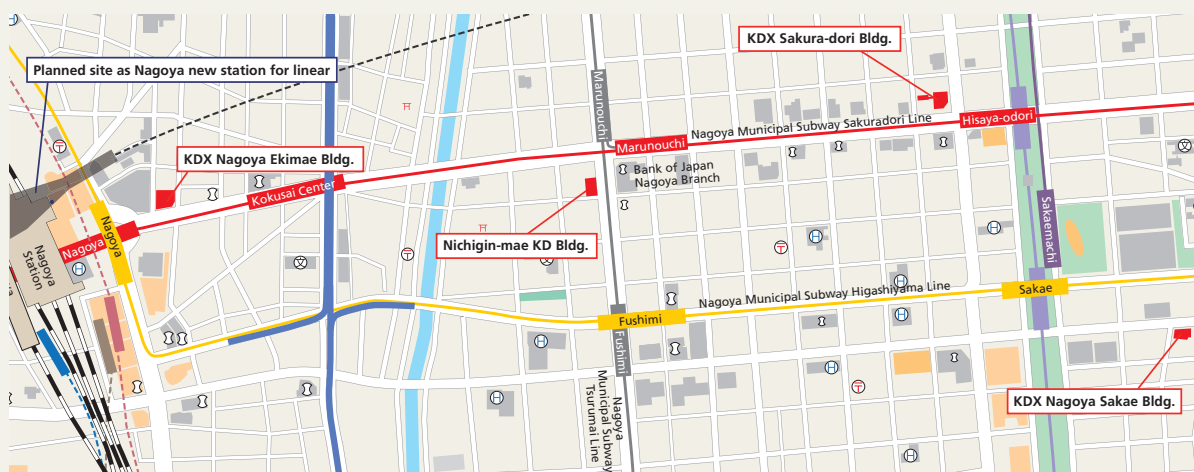 KDX Sakura-dori Bldg.
Planned site as Nagoya new station for linear
Marunouchi
Hisaya-odori
Nagoya Municipal Subway Sakuradori Line
Marunouchi
KDX Nagoya Ekimae Bldg.
Bank of Japan
Nagoya Branch
Kokusai Center
Nichigin-mae KD Bldg.
Sakaemachi
Nagoya
Nagoya
Nagoya
Station
Nagoya Municipal Subway Higashiyama Line
Sakae
Fushimi
Fushimi
KDX Nagoya Sakae Bldg.
Nagoya
Municipal Subway
Tsurumai Line